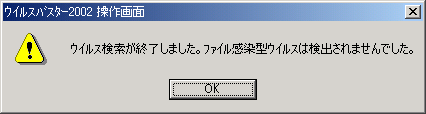 ウイルスバスター2002 操作画面
ウイルス検索が終了しました。ファイル感染型ウイルスは検出されませんでした。
OK